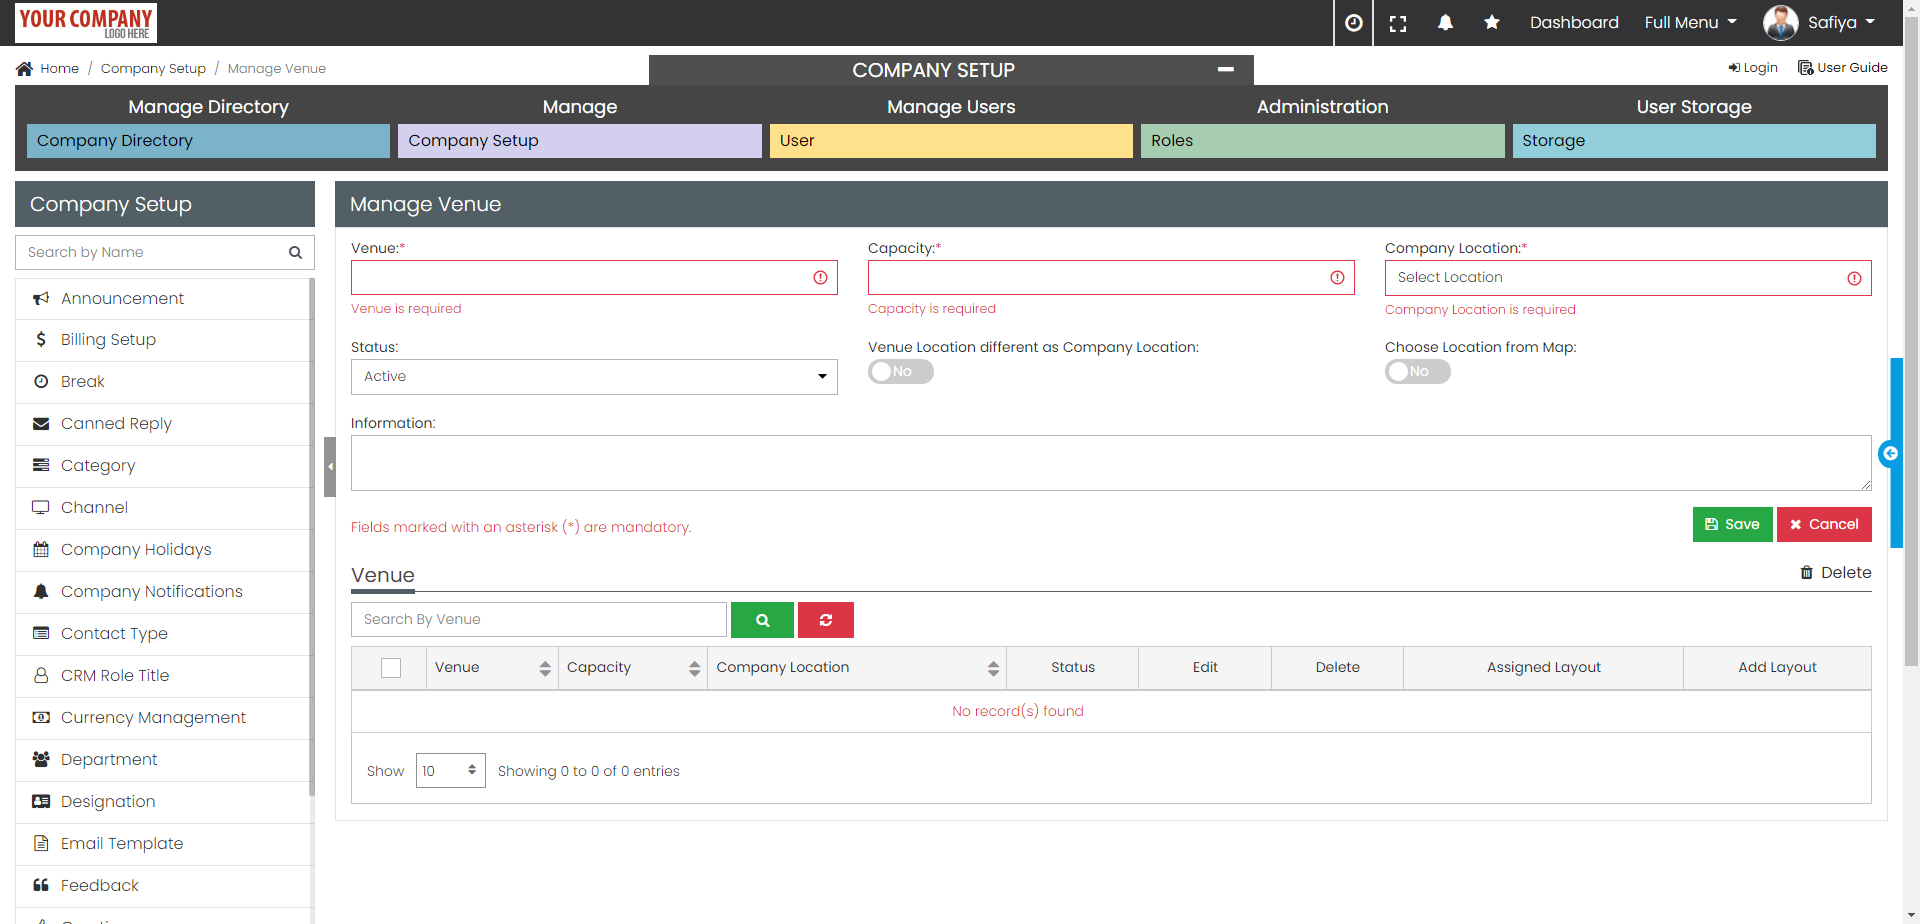 YOUR COMPANY
LOGO HERE
Dashboard
Full Menu
Safiya
Home / Company Setup / Manage Venue
COMPANY SETUP
Login
User Guide
Manage Directory
Manage
Manage Users
Administration
User Storage
Company Directory
Company Setup
User
Roles
Storage
Company Setup
Search by Name
Announcement
Billing Setup
Break
Canned Reply
Category
Channel
Company Holidays
Company Notifications
Contact Type
CRM Role Title
Currency Management
Department
Designation
Email Template
Feedback
Manage Venue
Venue:*
Capacity:*
Company Location:*
Select Location
Venue is required
Capacity is required
Company Location is required
Status:
Venue Location different as Company Location:
Choose Location from Map:
Active
No
No
Information:
Fields marked with an asterisk (*) are mandatory.
Save
Cancel
Venue
Delete
Search By Venue
Venue
Capacity
Company Location
Status
Edit
Delete
Assigned Layout
Add Layout
No record(s) found
Show
10
Showing 0 to 0 of 0 entries